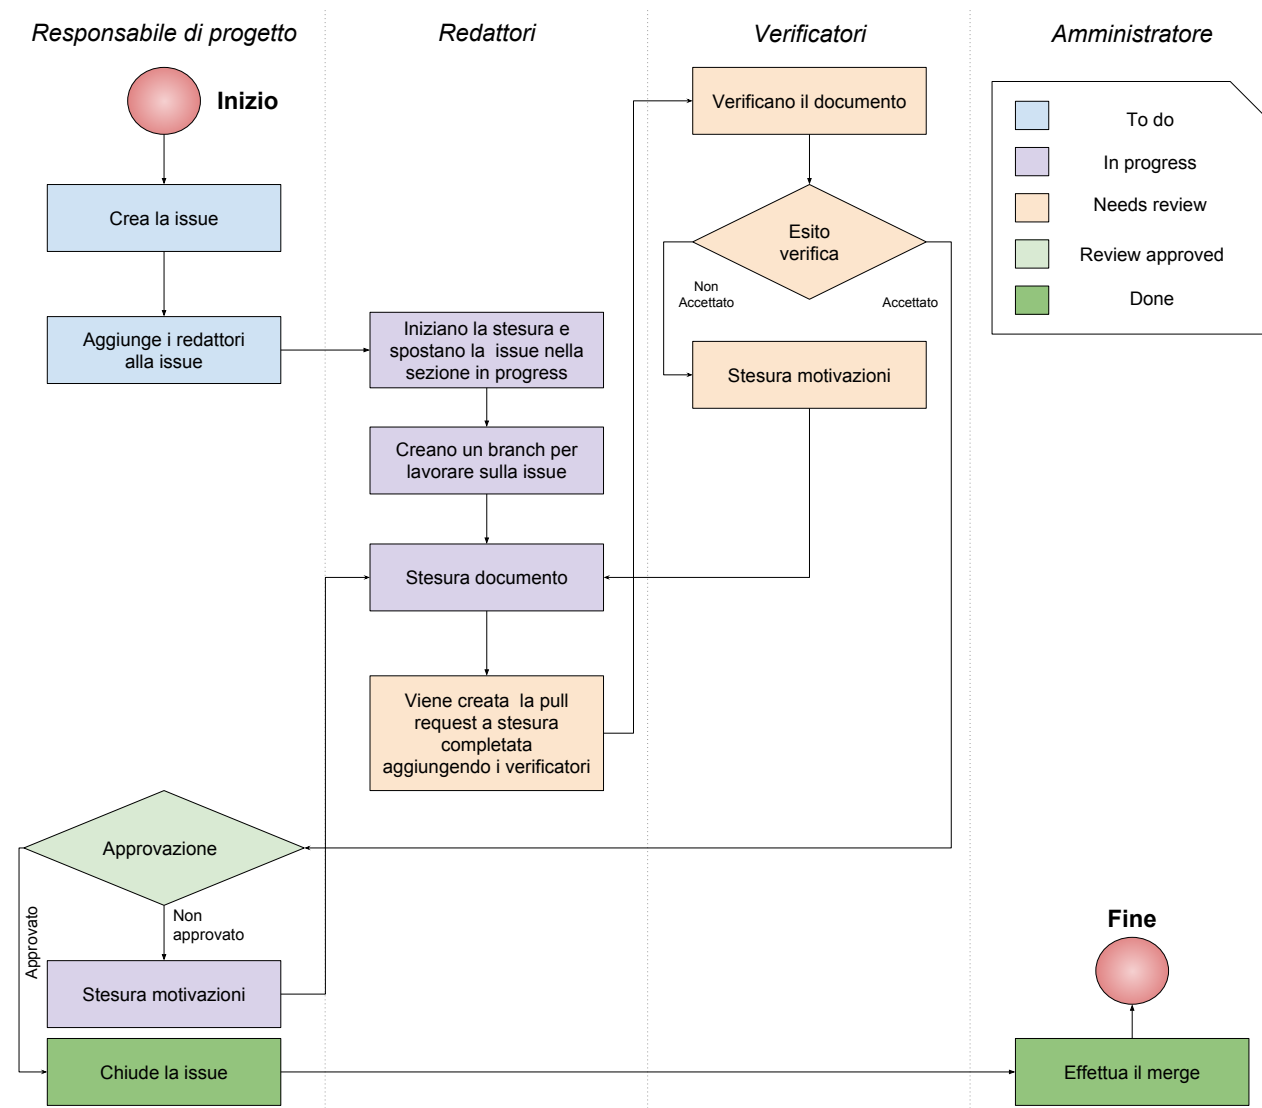 Responsabile di progetto
Redattori
Verificatori
Amministratore
Inizio
Verificano il documento
To do
In progress
Needs review
Review approved
Done
Crea la issue
Esito
verifica
Non
Accettato
Accettato
Aggiunge i redattori
alla issue
Iniziano la stesura e
spostano la issue nella
sezione in progress
Stesura motivazioni
Creano un branch per
lavorare sulla issue
Stesura documento
Viene creata la pull
request a stesura
completata
aggiungendo i verificatori
Approvazione
Non
approvato
Approvato
Stesura motivazioni
Fine
Chiude la issue
Effettua il merge